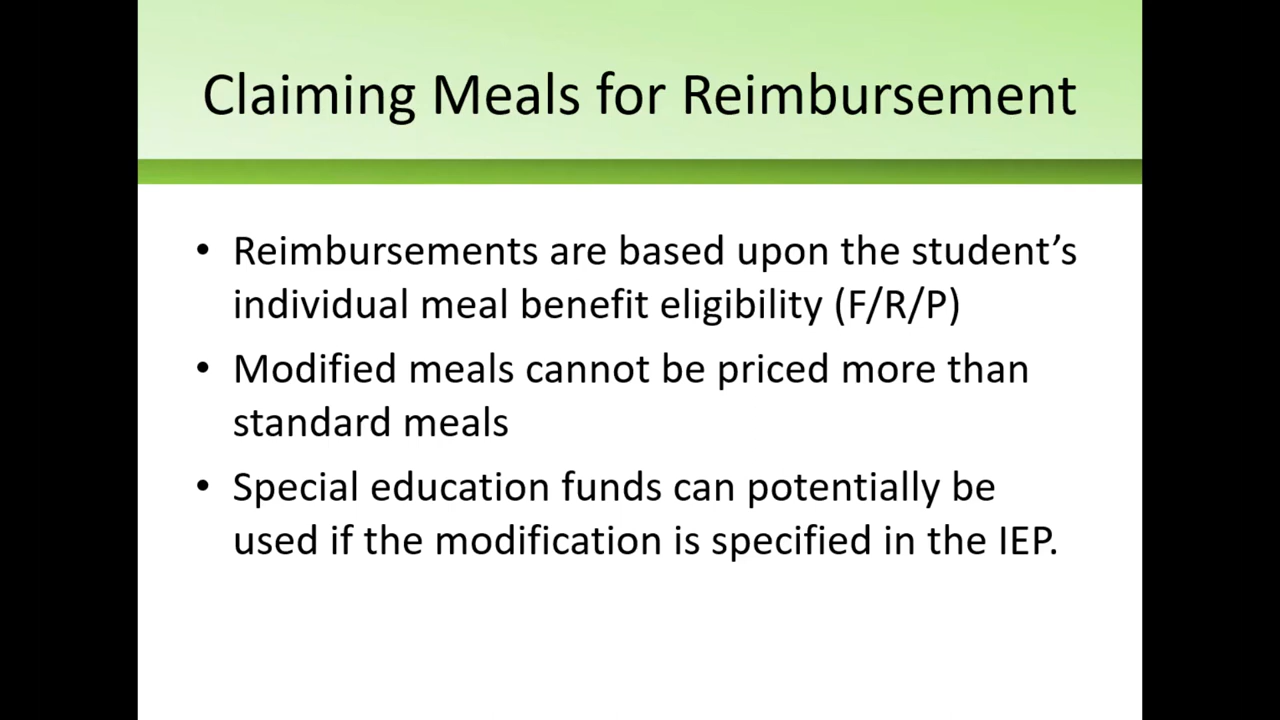 Claiming Meals for Reimbursement
• Reimbursements are based upon the student’s
individual meal benefit eligibility (F/R/P)
• Modified meals cannot be priced more than
standard meals
• Special education funds can potentially be
used if the modification is specified in the IEP.